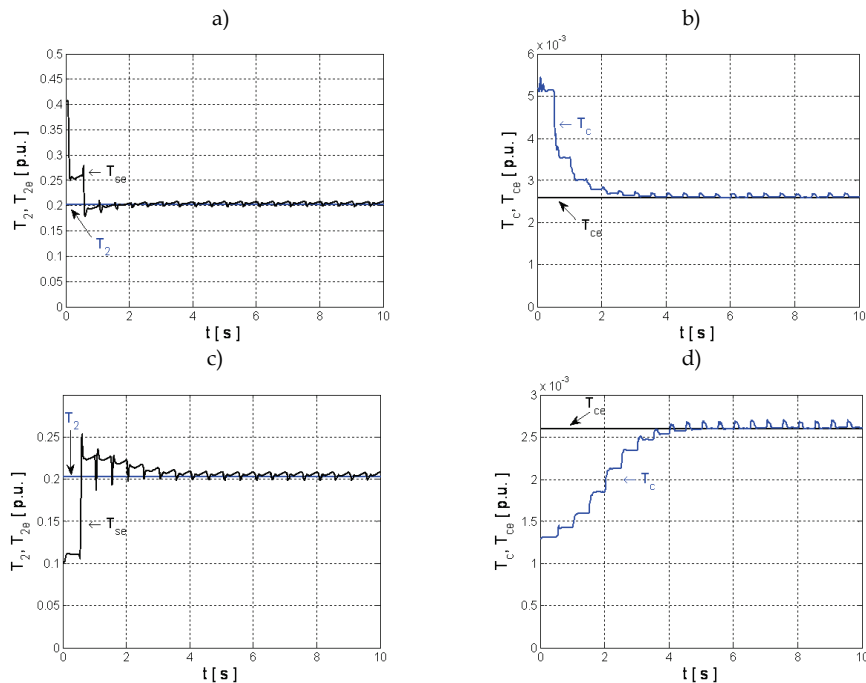 a)
b)
0.5
0.45
0.4
0.35
0.3
0.25
0.2
0.15
0.1
0.05
0
T2, T2e [ p.u. ]
← Tse
T2
0 2 4 6 8 10
t [ s ]
6 x 10-3
5
4
3
2
1
0
Tc, Tce [ p.u. ]
← Tc
Tce
0 2 4 6 8 10
t [ s ]
c)
d)
T2
0.25
0.2
0.15
0.1
0.05
0
T2, T2e [ p.u. ]
← Tse
0 2 4 6 8 10
t [ s ]
3 x 10-3
2.5
2
1.5
1
0.5
0
Tc, Tce [ p.u. ]
Tce
← Tc
0 2 4 6 8 10
t [ s ]